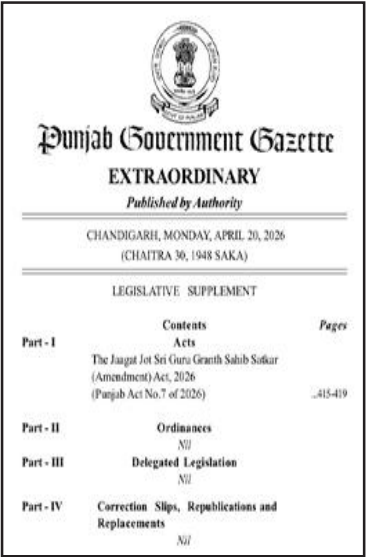 GOVT OF PUNJAB
Punjab Government Gazette
EXTRAORDINARY
Published by Authority
CHANDIGARH, MONDAY, APRIL 20, 2026
(CHAITRA 30, 1948 SAKA)
LEGISLATIVE SUPPLEMENT
Contents Pages
Part - I Acts
The Jaagat Jot Sri Guru Granth Sahib Satkar
(Amendment) Act, 2026
(Punjab Act No.7 of 2026) ..415-419
Part - II Ordinances
Nil
Part - III Delegated Legislation
Nil
Part - IV Correction Slips, Republications and
Replacements
Nil